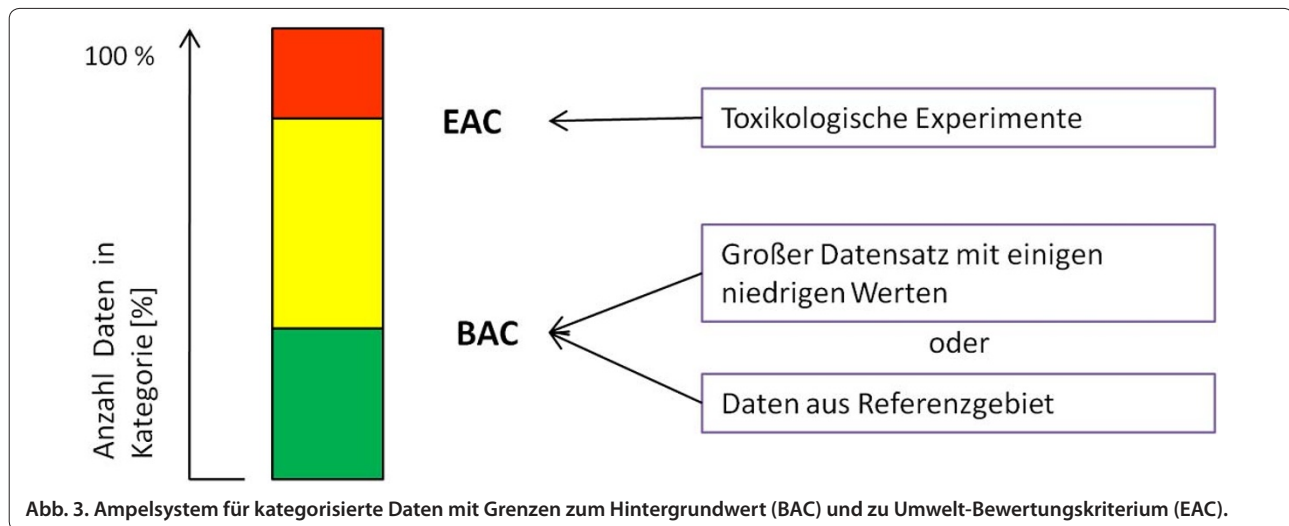 100 %
Anzahl Daten in
Kategorie [%]
EAC
Toxikologische Experimente
BAC
Großer Datensatz mit einigen
niedrigen Werten
oder
Daten aus Referenzgebiet
Abb. 3. Ampelsystem für kategorisierte Daten mit Grenzen zum Hintergrundwert (BAC) und zu Umwelt-Bewertungskriterium (EAC).